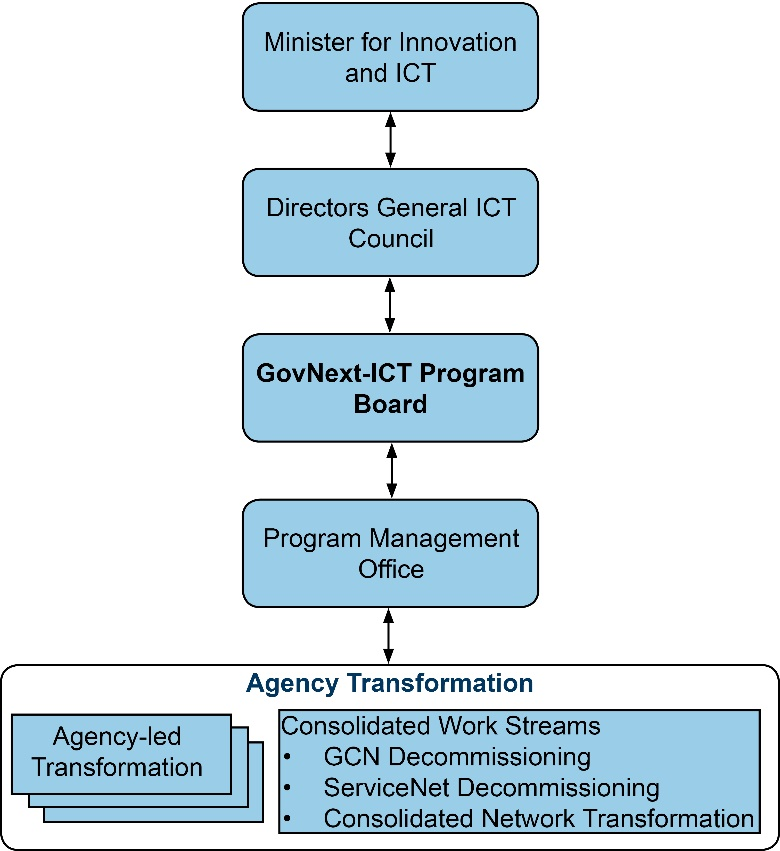 Minister for Innovation
and ICT
Directors General ICT
Council
GovNext-ICT Program
Board
Program Management
Office
Agency Transformation
Agency-led
Transformation
Consolidated Work Streams
• GCN Decommissioning
• ServiceNet Decommissioning
• Consolidated Network Transformation